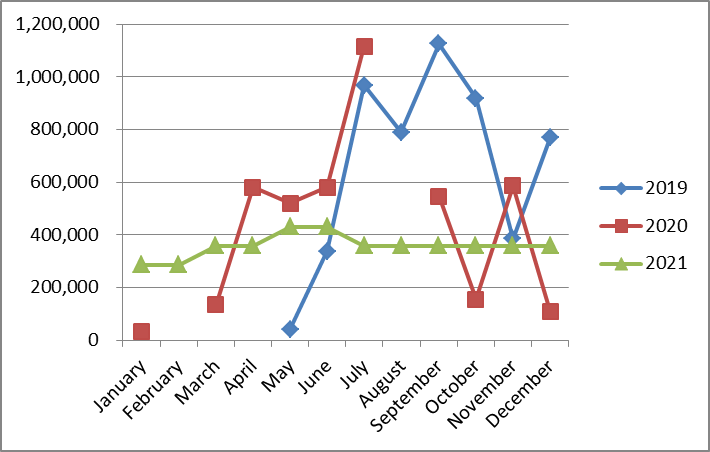 1,200,000
1,000,000
800,000
600,000
400,000
200,000
0
January
February
March
April
May
June
July
August
September
October
November
December
2019
2020
2021